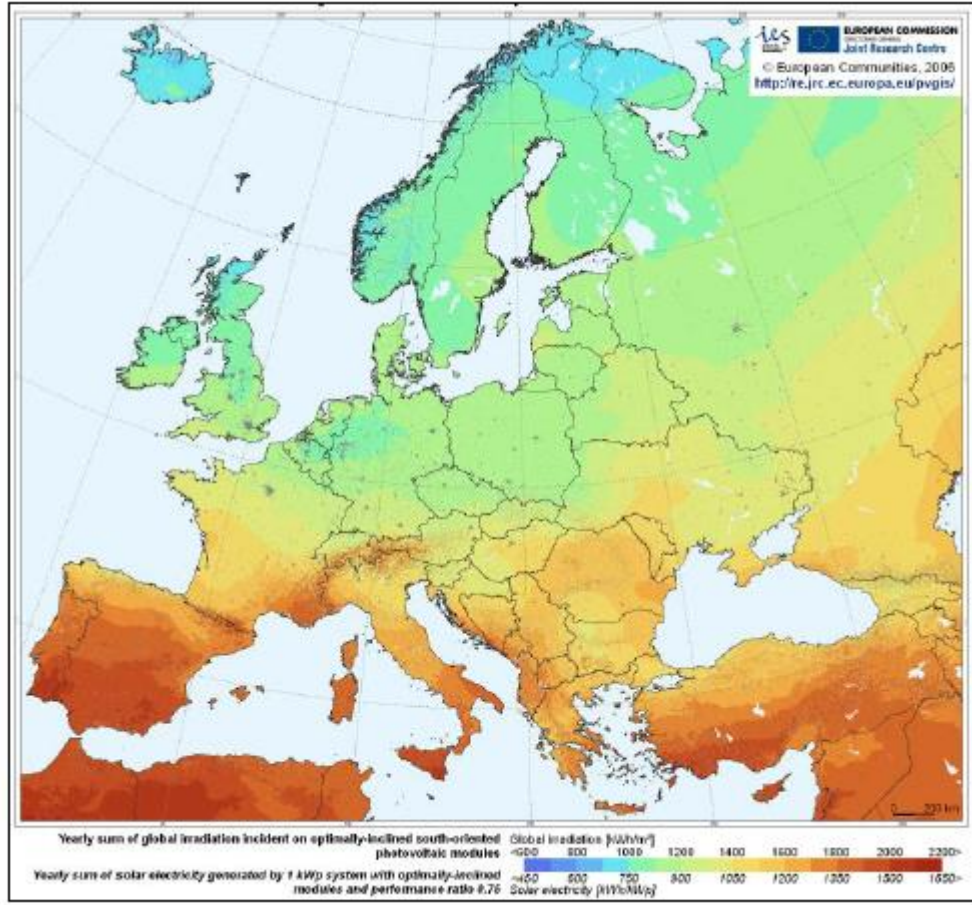 ies
EUROPEAN COMMISSION
Joint Research Centre
© European Communities, 2006
http://re.jrc.ec.europa.eu/pvgis/
0 200 km
Yearly sum of global irradiation incident on optimally-inclined south-oriented
photovoltaic modules
Yearly sum of solar electricity generated by 1 kWp system with optimally-inclined
modules and performance ratio 0.75
Global irradiation [kWh/m²]
<600 800 1000 1200 1400 1600 1800 2000 2200>
<450 600 750 900 1050 1200 1350 1500 1650>
Solar electricity [kWh/kWp]